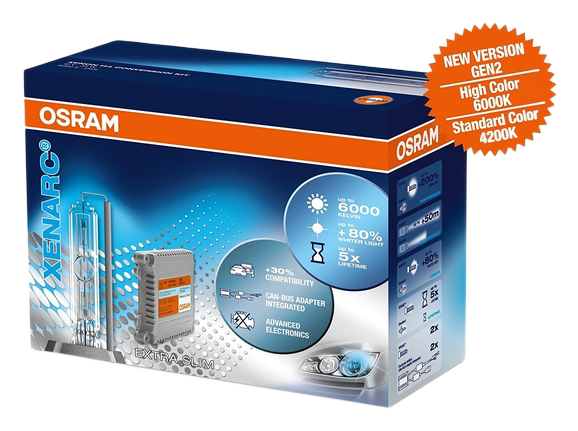 NEW VERSION
GEN2
High Color
6000K
Standard Color
4200K
OSRAM
OSRAM
XENARC®
up to
6000
KELVIN
up to
+80%
WHITER LIGHT
up to
5x
LIFETIME
+30%
COMPATIBILITY
CAN-BUS ADAPTER
INTEGRATED
ADVANCED
ELECTRONICS
EXTRA SLIM
+200%
+50m
+80%
5x
2x
2x